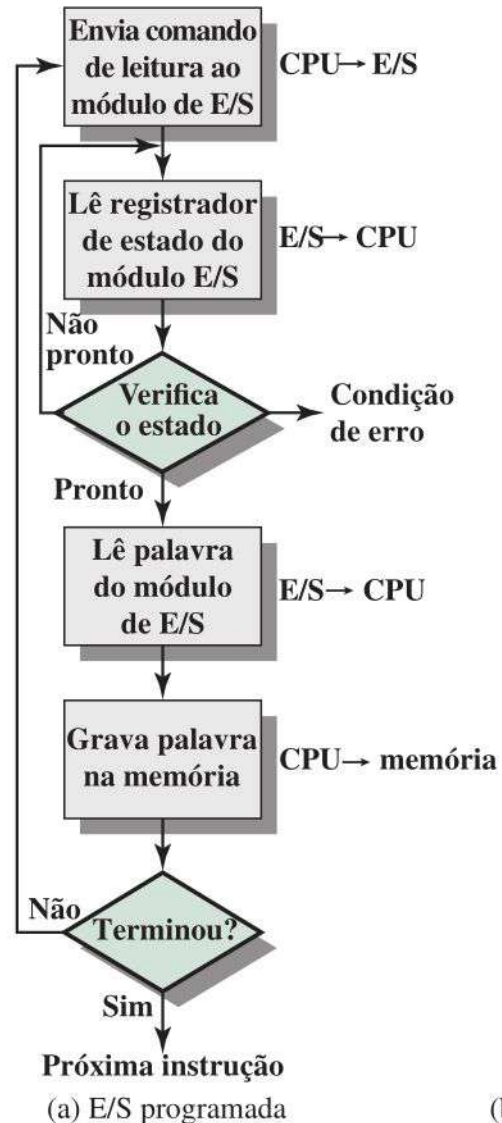 Envia comando
de leitura ao
módulo de E/S
CPU → E/S
Lê registrador
de estado do
módulo E/S
E/S → CPU
Não
pronto
Verifica
o estado
Condição
de erro
Pronto
Lê palavra
do módulo
de E/S
E/S → CPU
Grava palavra
na memória
CPU → memória
Não
Terminou?
Sim
Próxima instrução
(a) E/S programada